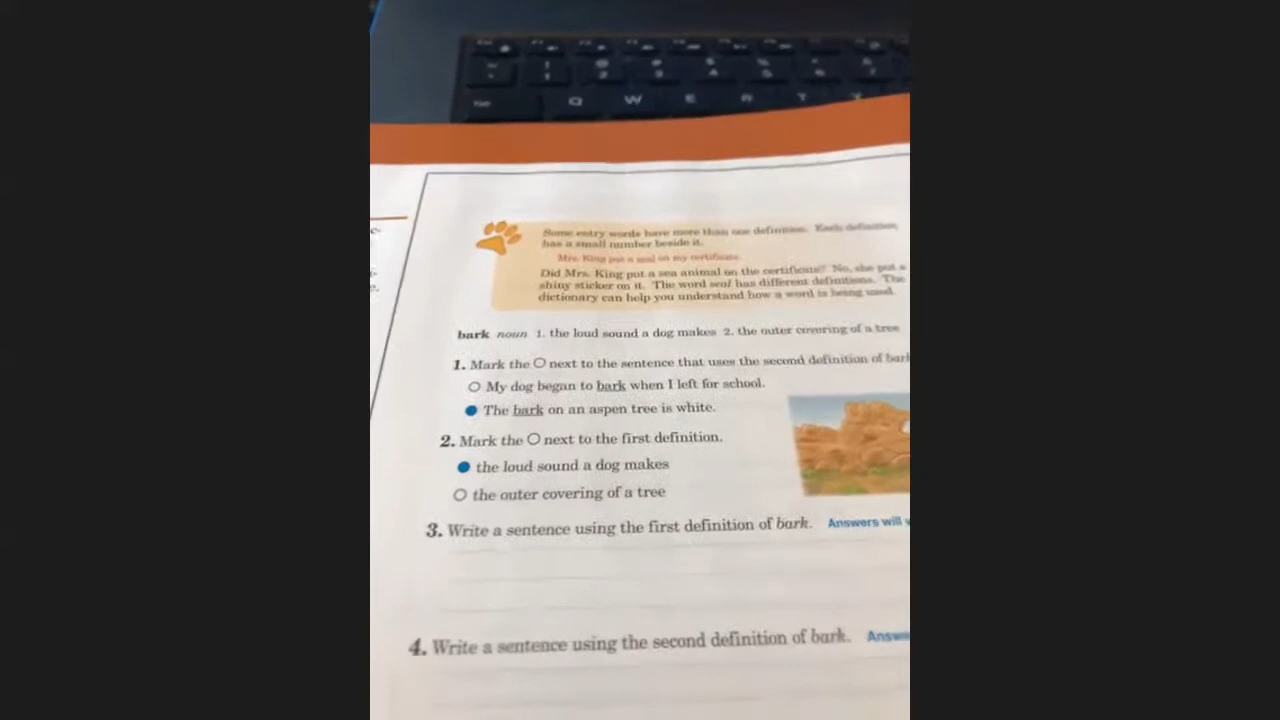 Some entry words have more than one definition. Each definition
has a small number beside it.
Mrs. King put a seal on my certificate.
Did Mrs. King put a sea animal on the certificate? No, she put a
shiny sticker on it. The word seal has different definitions. The
dictionary can help you understand how a word is being used.
bark noun 1. the loud sound a dog makes 2. the outer covering of a tree
1. Mark the O next to the sentence that uses the second definition of bark
O My dog began to bark when I left for school.
The bark on an aspen tree is white.
2. Mark the O next to the first definition.
the loud sound a dog makes
O the outer covering of a tree
3. Write a sentence using the first definition of bark. Answers will
4. Write a sentence using the second definition of bark.